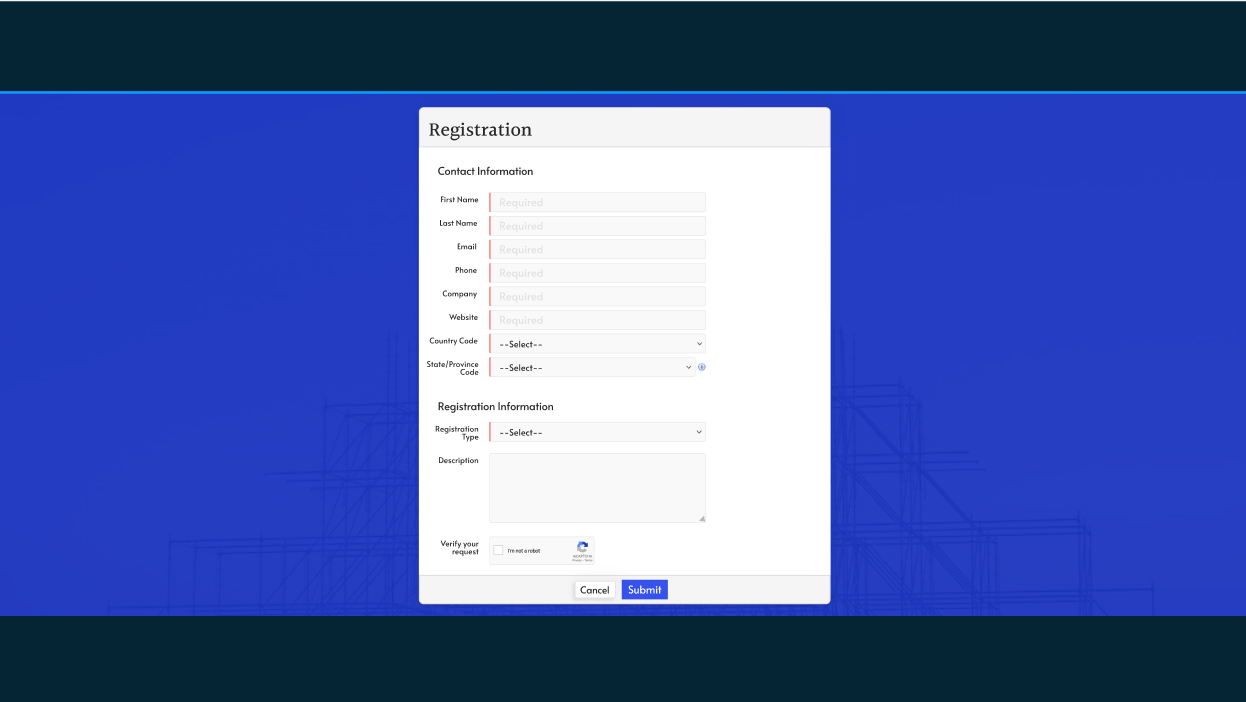 Registration
Contact Information
First Name
Required
Last Name
Required
Email
Required
Phone
Required
Company
Required
Website
Required
Country Code
--Select--
State/Province
Code
--Select--
Registration Information
Registration
Type
--Select--
Description
Verify your
request
I'm not a robot
reCAPTCHA
Privacy - Terms
Cancel
Submit